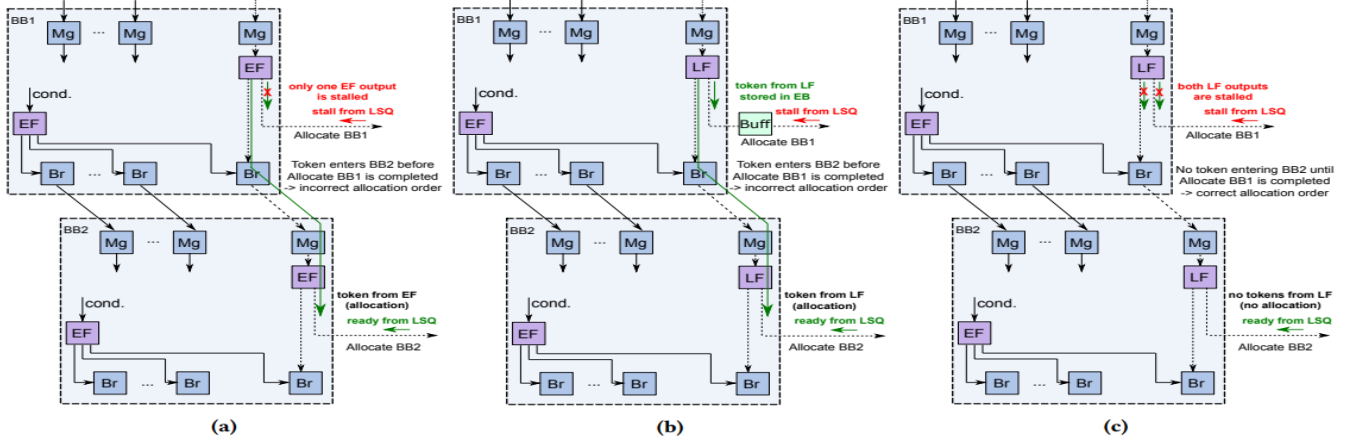 BB1
Mg
...
Mg
Mg
EF
only one EF output
is stalled
stall from LSQ
Allocate BB1
cond.
EF
Br
...
Br
Br
Token enters BB2 before
Allocate BB1 is completed
-> incorrect allocation order
BB2
Mg
...
Mg
Mg
EF
token from EF
(allocation)
ready from LSQ
Allocate BB2
cond.
EF
Br
...
Br
Br
(a)
BB1
Mg
...
Mg
Mg
LF
token from LF
stored in EB
stall from LSQ
Buff
Allocate BB1
cond.
EF
Br
...
Br
Br
Token enters BB2 before
Allocate BB1 is completed
-> incorrect allocation order
BB2
Mg
...
Mg
Mg
LF
token from LF
(allocation)
ready from LSQ
Allocate BB2
cond.
EF
Br
...
Br
Br
(b)
BB1
Mg
...
Mg
Mg
LF
both LF outputs
are stalled
stall from LSQ
Allocate BB1
cond.
EF
Br
...
Br
Br
No token entering BB2 until
Allocate BB1 is completed
-> correct allocation order
BB2
Mg
...
Mg
Mg
LF
no tokens from LF
(no allocation)
ready from LSQ
Allocate BB2
cond.
EF
Br
...
Br
Br
(c)